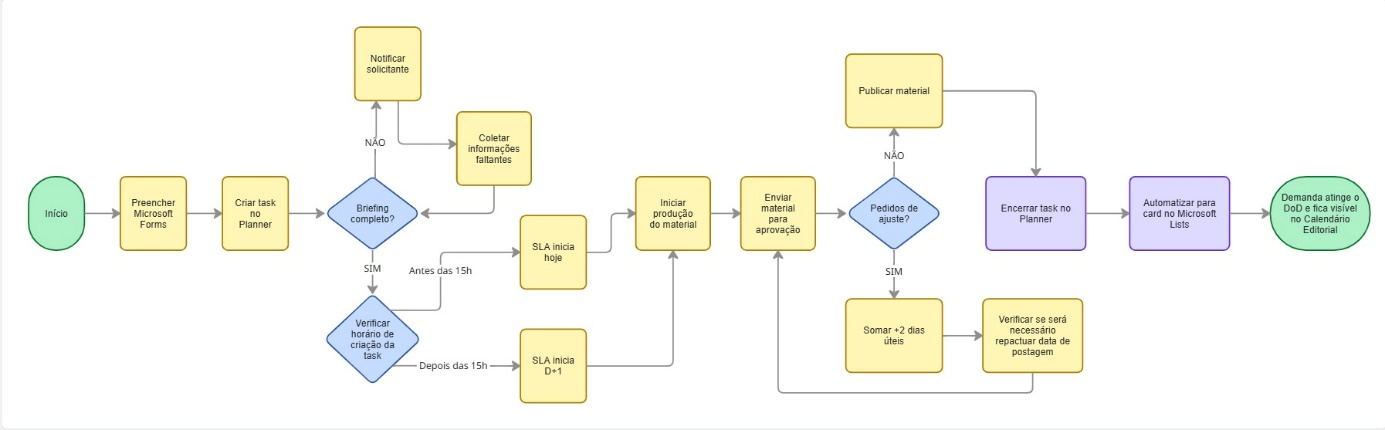 Início
Preencher
Microsoft
Forms
Criar task
no
Planner
Briefing
completo?
NÃO
Notificar
solicitante
Coletar
informações
faltantes
SIM
Verificar
horário de
criação da
task
Antes das 15h
SLA inicia
hoje
Depois das 15h
SLA inicia
D+1
Iniciar
produção
do material
Enviar
material
para
aprovação
Pedidos de
ajuste?
NÃO
Publicar material
SIM
Somar +2 dias
úteis
Verificar se será
necessário
repactuar data de
postagem
Encerrar task no
Planner
Automatizar para
card no Microsoft
Lists
Demanda atinge o
DoD e fica visível
no Calendário
Editorial